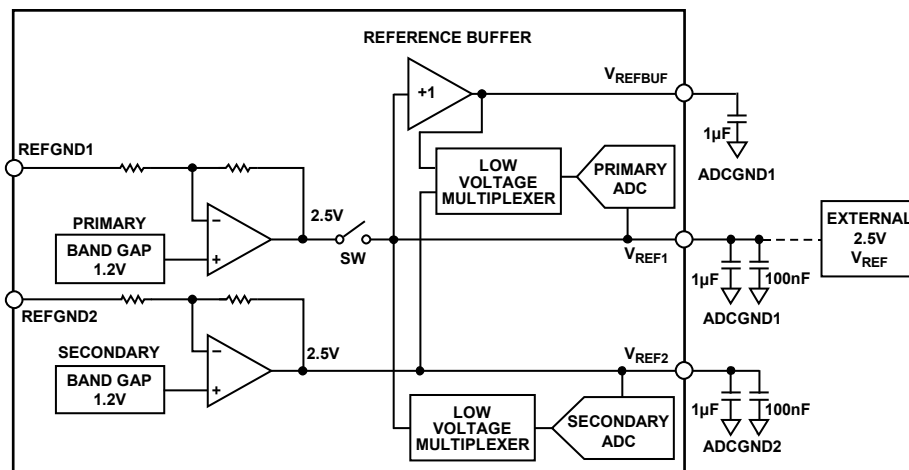 REFERENCE BUFFER
+1
VREFBUF
1µF
ADCGND1
REFGND1
LOW
VOLTAGE
MULTIPLEXER
PRIMARY
ADC
PRIMARY
BAND GAP
1.2V
−
+
2.5V
SW
VREF1
1µF
100nF
ADCGND1
EXTERNAL
2.5V
VREF
REFGND2
SECONDARY
BAND GAP
1.2V
−
+
2.5V
VREF2
1µF
100nF
ADCGND2
LOW
VOLTAGE
MULTIPLEXER
SECONDARY
ADC